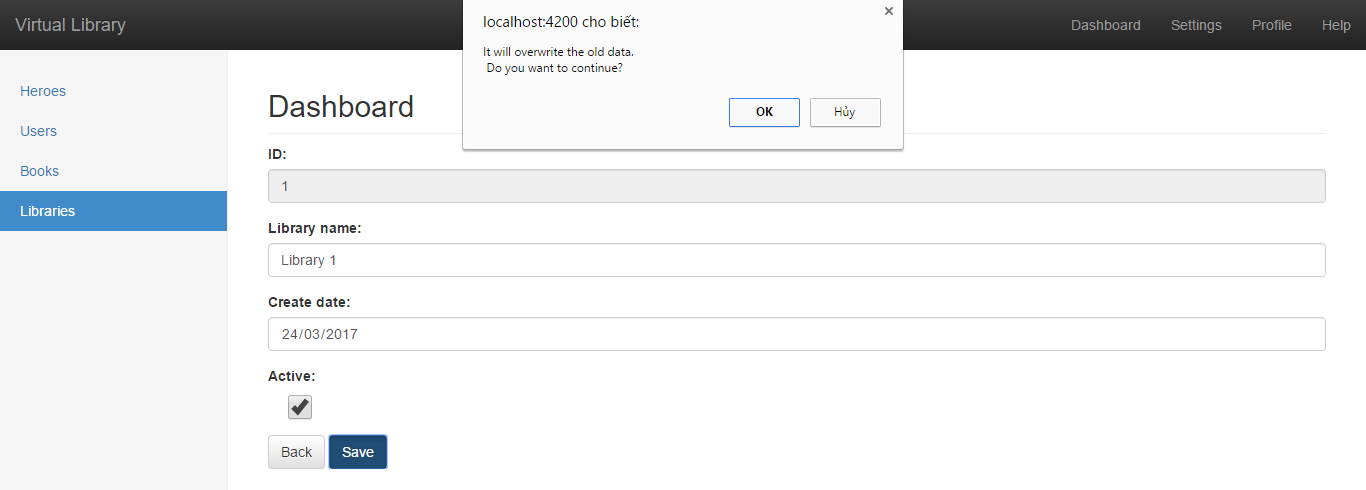 Virtual Library
Dashboard Settings Profile Help
localhost:4200 cho biết:
It will overwrite the old data.
Do you want to continue?
OK Hủy
Heroes
Users
Books
Libraries
Dashboard
ID:
1
Library name:
Library 1
Create date:
24/03/2017
Active:
Back Save